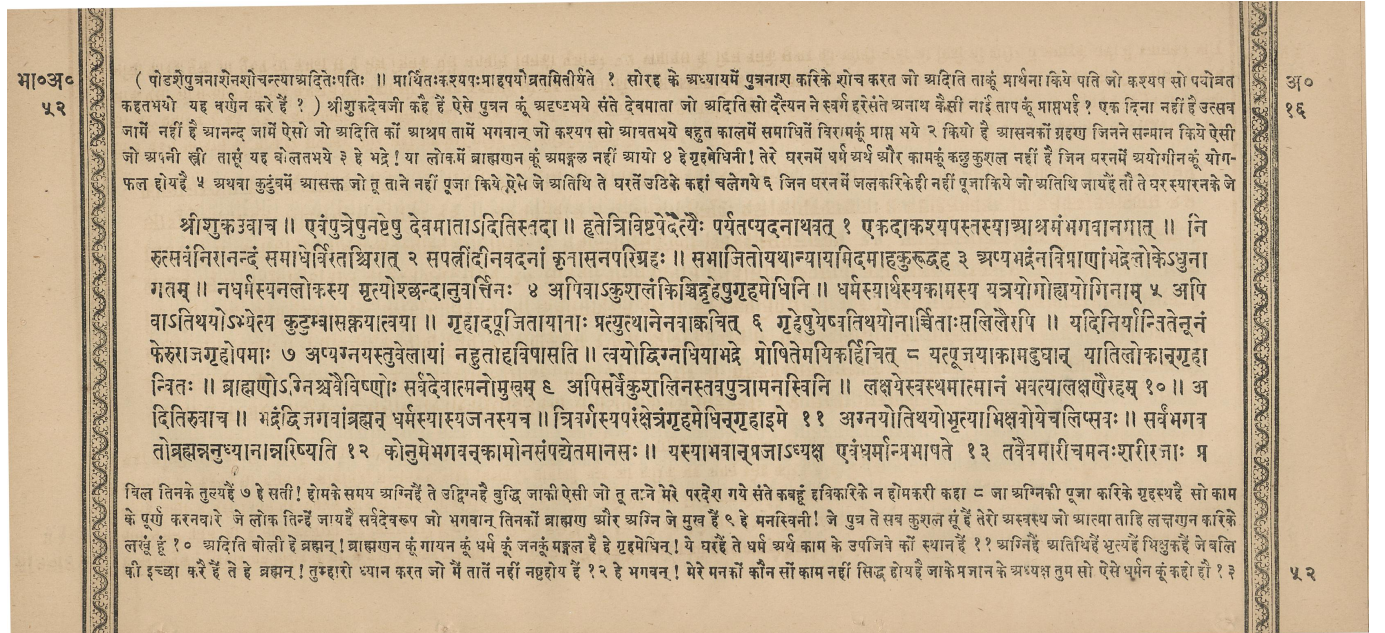 भा०अ०
५२
( षोडशेपुत्रनाशेनशोचन्त्याअदितेःपतिः ॥ प्रार्थितःकश्यपःप्राहपयोव्रतमितीर्यते १ सोरह के अध्यायमें पुत्रनाश करिके शोच करत जो अदिति ताकूं प्रार्थना किये पति जो कश्यप सो पयोव्रत
कहतभयो यह वर्णन करे हैं १ ) श्रीशुकदेवजी कहै हैं ऐसे पुत्रन कूं अदृष्टभये संते देवमाता जो अदिति सो दैत्यन ने स्वर्ग हरेसंते अनाथ कैसी नाईं ताप कूं प्राप्तभई १ एक दिना नहीं है उत्सव
जामें नहीं है आनन्द जामें ऐसो जो अदिति कों आश्रम तामें भगवान् जो कश्यप सो आवतभये बहुत कालमें समाधितें विरामकूं प्राप्त भये २ कियो है आसनकों ग्रहण जिनने सन्मान किये ऐसो
जो अपनी स्त्री तासूं यह बोलतभये ३ हे भद्रे ! या लोकमें ब्राह्मणन कूं अमङ्गल नहीं आयो ४ हे गृहमेधिनी ! तेरे घरनमें धर्म अर्थ और कामकूं कछु कुशल नहीं है जिन घरनमें अयोगीन कूं योग-
फल होयहै ५ अथवा कुटुंबमें आसक्त जो तू ताने नहीं पूजा किये ऐसे जे अतिथि ते घरतें उठिके कहां चलेगये ६ जिन घरनमें जलकरिकेही नहीं पूजाकिये जो अतिथि जायहैं तौ ते घर स्यारनके जे
श्रीशुकउवाच ॥ एवंपुत्रेषुनष्टेषु देवमाताऽदितिस्तदा ॥ हृतेत्रिविष्टपेदैत्यैः पर्यतप्यदनाथवत् १ एकदाकश्यपस्तस्याआश्रमंभगवानगात् ॥ नि
रुत्सवंनिरानन्दं समाधेर्विरतश्चिरात् २ सपत्नींदीनवदनां कृतासनपरिग्रहः ॥ सभाजितोयथान्यायमिदमाहकुरूद्वह ३ अप्यभद्रंनविप्राणांभद्रेलोकेऽधुना
गतम् ॥ नधर्मस्यनलोकस्य मृत्योश्छन्दानुवर्त्तिनः ४ अपिवाऽकुशलंकिञ्चिद्गृहेषुगृहमेधिनि ॥ धर्मस्यार्थस्यकामस्य यत्रयोगोह्ययोगिनाम् ५ अपि
वाऽतिथयोऽभ्येत्य कुटुम्बासक्तयात्वया ॥ गृहादपूजितायाताः प्रत्युत्थानेनवाक्वचित् ६ गृहेषुयेष्वतिथयोनार्च्चिताःसलिलैरपि ॥ यदिनिर्यान्तितेनूनं
फेरुराजगृहोपमाः ७ अप्यग्नयस्तुवेलायां नहुताहविषासति ॥ त्वयोद्विग्नधियाभद्रे प्रोषितेमयिकर्हिचित् ८ यत्पूजयाकामदुघान् यातिलोकान्गृहा
न्वितः ॥ ब्राह्मणोऽग्निश्चवैविष्णोः सर्वदेवात्मनोमुखम् ९ अपिसर्वेकुशलिनस्तवपुत्रामनस्विनि ॥ लक्षयेस्वस्थमात्मानं भवत्यालक्षणैरहम् १० ॥ अ
दितिरुवाच ॥ भद्रंद्विजगवांब्रह्मन् धर्मस्यास्यजनस्यच ॥ त्रिवर्गस्यपरंक्षेत्रंगृहमेधिन्गृहाइमे ११ अग्नयोतिथयोभृत्याभिक्षवोयेचलिप्सवः ॥ सर्वंभगव
तोब्रह्मन्ननुध्यानान्नरिष्यति १२ कोनुमेभगवन्कामोनसंपद्येतमानसः ॥ यस्याभवान्प्रजाऽध्यक्ष एवंधर्मान्प्रभाषते १३ तवैवमारीचमनःशरीरजाः प्र
बिल तिनके तुल्यहैं ७ हे सती ! होमके समय अग्निहैं ते उद्विग्नहै बुद्धि जाकी ऐसी जो तू ताने मेरे परदेश गये संते कबहूं हविकरिके न होमकरी कहा ८ जा अग्निकी पूजा करिके गृहस्थहै सो काम
के पूर्ण करनवारे जे लोक तिन्हें जायहै सर्वदेवरूप जो भगवान् तिनकों ब्राह्मण और अग्नि जे मुख हैं ९ हे मनस्विनी ! जे पुत्र ते सब कुशल सूं हैं तेरो अस्वस्थ जो आत्मा ताहि लक्षणन करिके
लखूं हूं १० अदिति बोली हे ब्रह्मन् ! ब्राह्मणन कूं गायन कूं धर्म कूं जनकूं मङ्गल है हे गृहमेधिन् ! ये घरहैं ते धर्म अर्थ काम के उपजिवे कों स्थान हैं ११ अग्निहैं अतिथिहैं भृत्यहैं भिक्षुकहैं जे बलि
की इच्छा करै हैं ते हे ब्रह्मन् ! तुम्हारो ध्यान करत जो मैं तातें नहीं नष्टहोय हैं १२ हे भगवन् ! मेरे मनकों कौन सों काम नहीं सिद्ध होयहै जाके प्रजान के अध्यक्ष तुम सो ऐसे धर्मन कूं कहो हौ १३
अ०
१६
५२